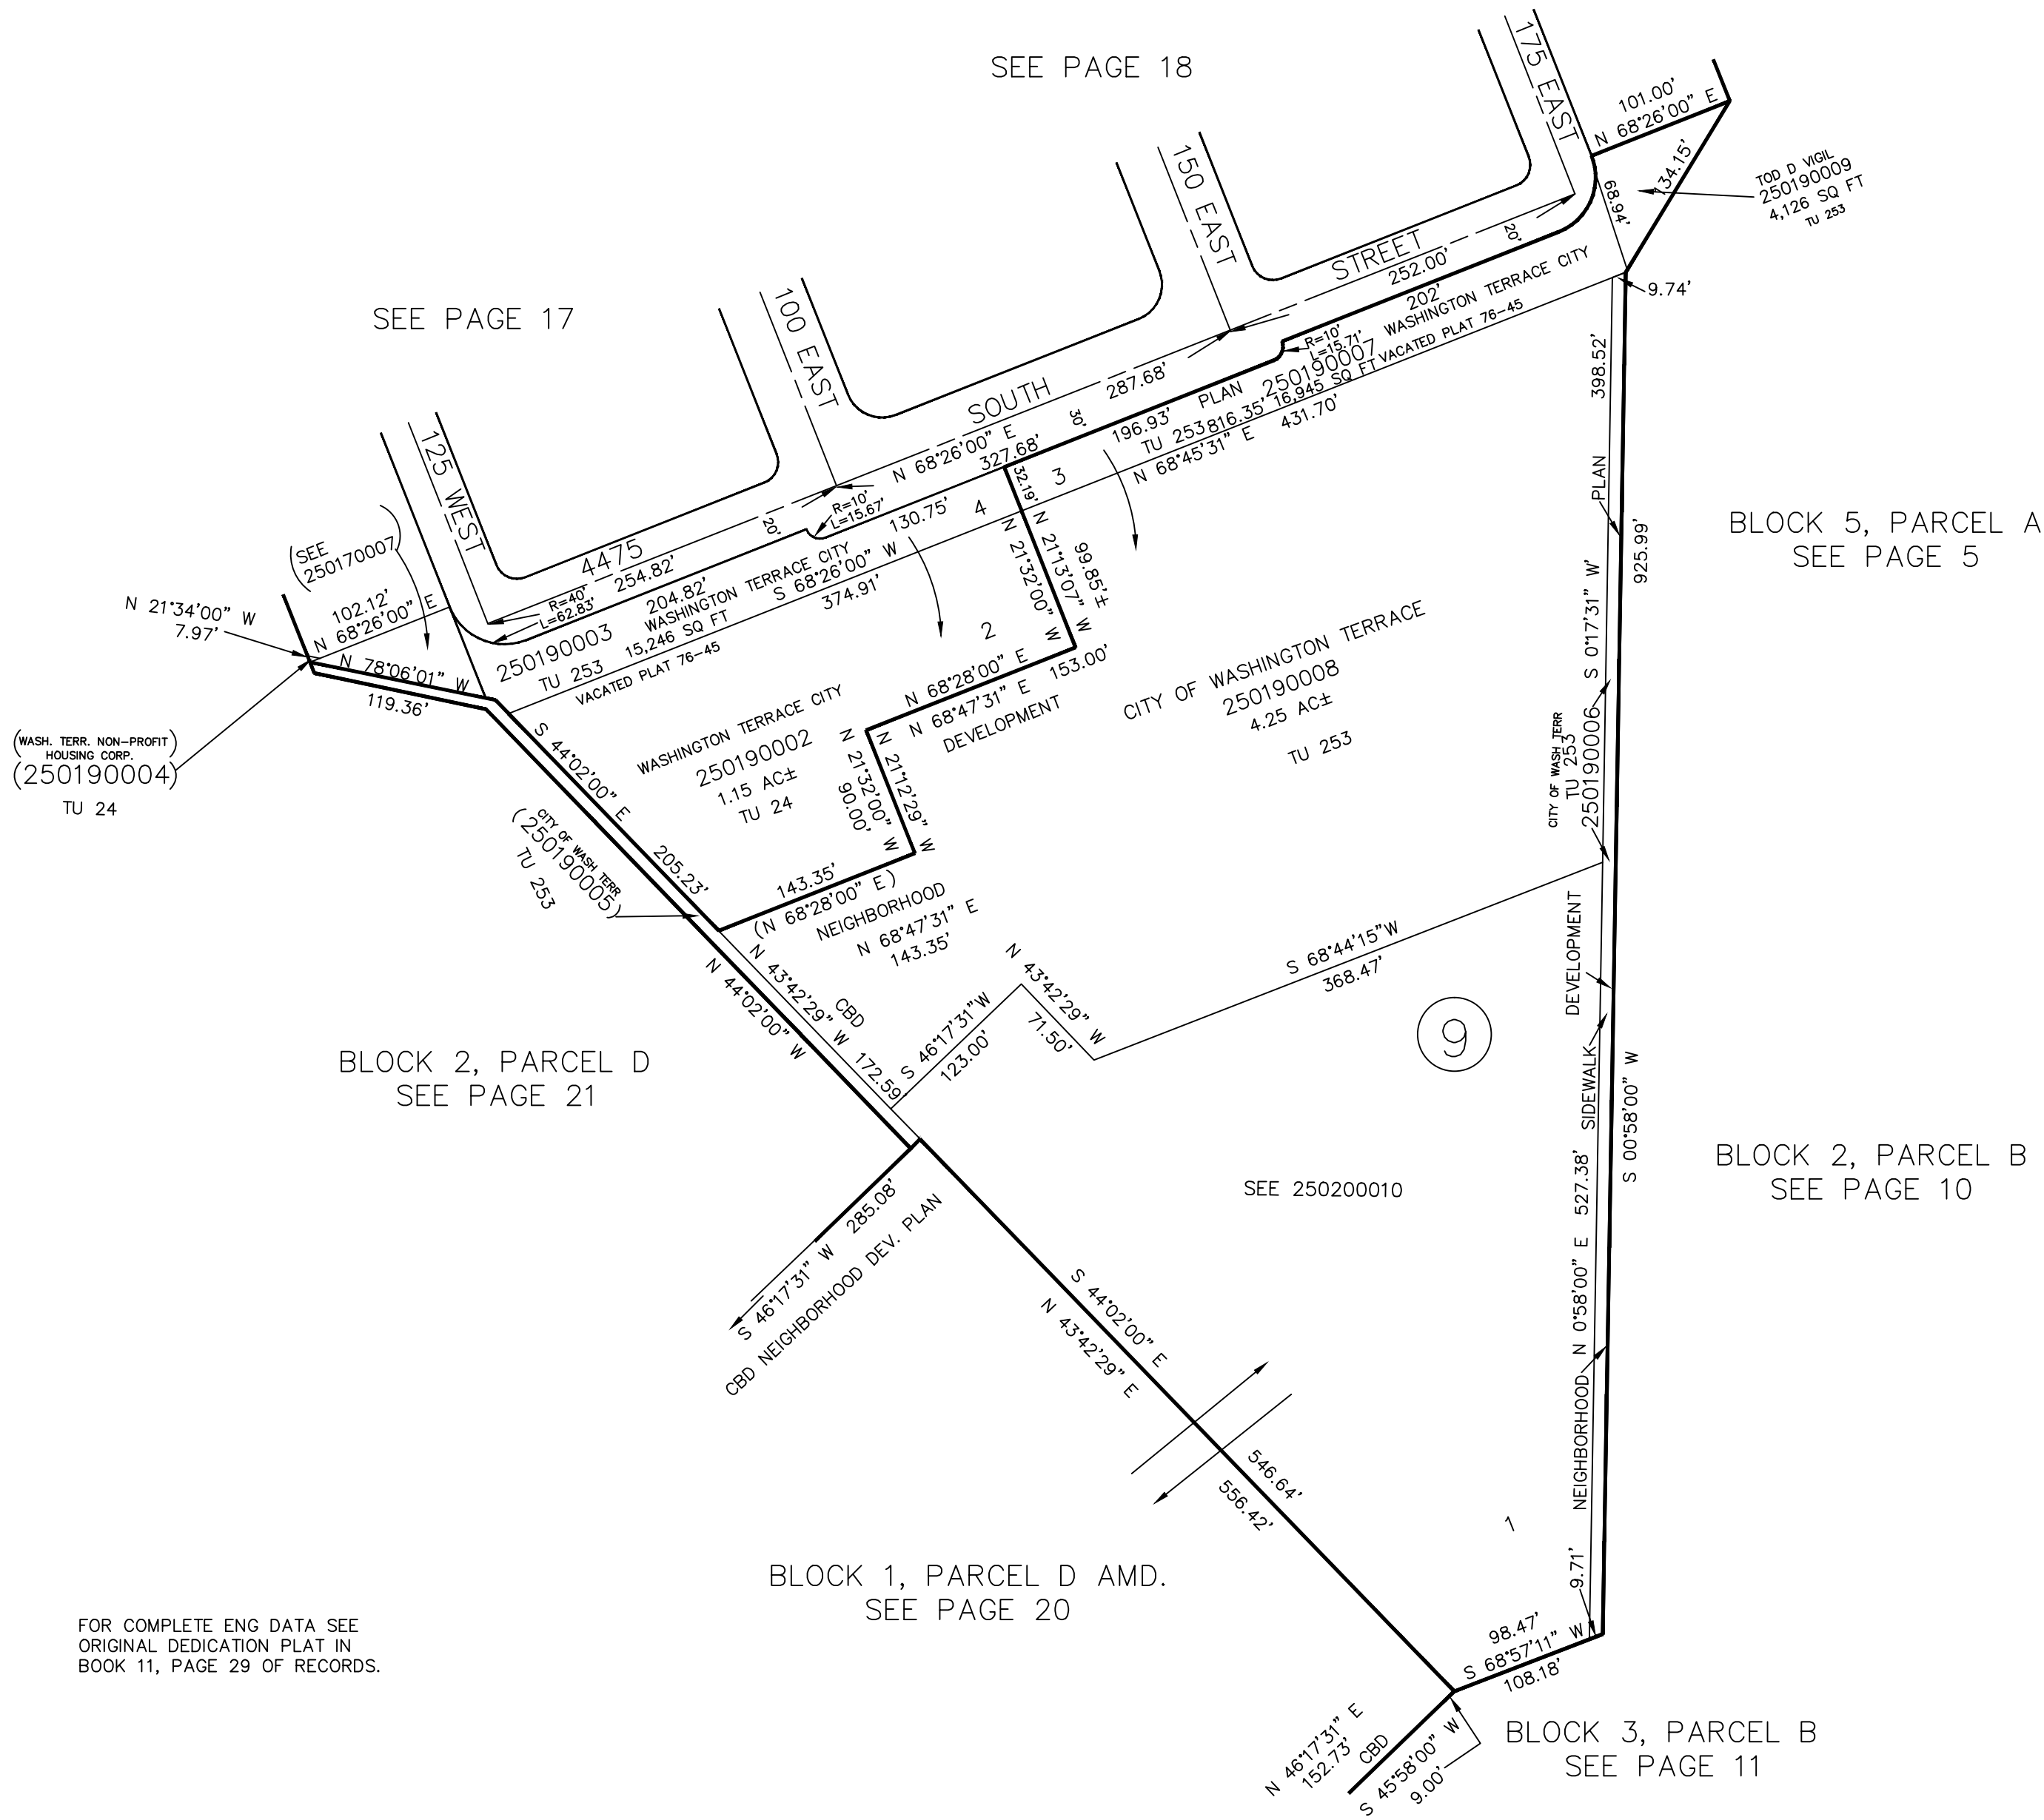 SEE PAGE 18
175 EAST
101.00'
N 68°26'00" E
134.15'
68.94'
TOD D VIGIL
250190009
4,126 SQ FT
TU 253
150 EAST
STREET
252.00'
20'
202'
WASHINGTON TERRACE CITY
VACATED PLAT 76-45
9.74'
SEE PAGE 17
100 EAST
SOUTH
287.68'
R=10'
L=15.71'
250190007
PLAN
16,945 SQ FT
TU 253
816.35'
196.93'
30'
N 68°26'00" E
327.68'
N 68°45'31" E
431.70'
32.19'
3
4
398.52'
PLAN
925.99'
S 0°17'31" W
BLOCK 5, PARCEL A
SEE PAGE 5
125 WEST
4475
254.82'
20'
R=10'
L=15.67'
130.75'
R=40'
L=62.83'
204.82'
WASHINGTON TERRACE CITY
S 68°26'00" W
374.91'
250190003
TU 253
15,246 SQ FT
VACATED PLAT 76-45
(SEE
250170007)
102.12'
N 68°26'00" E
N 21°34'00" W
7.97'
N 78°06'01" W
119.36'
(WASH. TERR. NON-PROFIT)
HOUSING CORP.
(250190004)
TU 24
N 21°32'00" W
N 21°13'07" W
99.85'±
2
N 68°28'00" E
N 68°47'31" E
153.00'
DEVELOPMENT
CITY OF WASHINGTON TERRACE
250190008
4.25 AC±
TU 253
WASHINGTON TERRACE CITY
250190002
1.15 AC±
TU 24
N 21°32'00" W
90.00'
N 21°12'29" W
S 44°02'00" E
205.23'
CITY OF WASH TERR
(250190005)
TU 253
143.35'
(N 68°28'00" E)
NEIGHBORHOOD
N 68°47'31" E
143.35'
CITY OF WASH TERR
TU 253
250190006
N 43°42'29" W
172.59'
N 44°02'00" W
CBD
S 46°17'31"W
123.00'
N 43°42'29" W
71.50'
S 68°44'15"W
368.47'
DEVELOPMENT
9
SIDEWALK
S 00°58'00" W
BLOCK 2, PARCEL D
SEE PAGE 21
BLOCK 2, PARCEL B
SEE PAGE 10
SEE 250200010
S 46°17'31" W
285.08'
CBD NEIGHBORHOOD DEV. PLAN
S 44°02'00" E
N 43°42'29" E
546.64'
556.42'
N 0°58'00" E
527.38'
NEIGHBORHOOD
1
9.71'
BLOCK 1, PARCEL D AMD.
SEE PAGE 20
98.47'
S 68°57'11" W
108.18'
N 46°17'31" E
152.73'
CBD
S 45°58'00" W
9.00'
BLOCK 3, PARCEL B
SEE PAGE 11
FOR COMPLETE ENG DATA SEE
ORIGINAL DEDICATION PLAT IN
BOOK 11, PAGE 29 OF RECORDS.